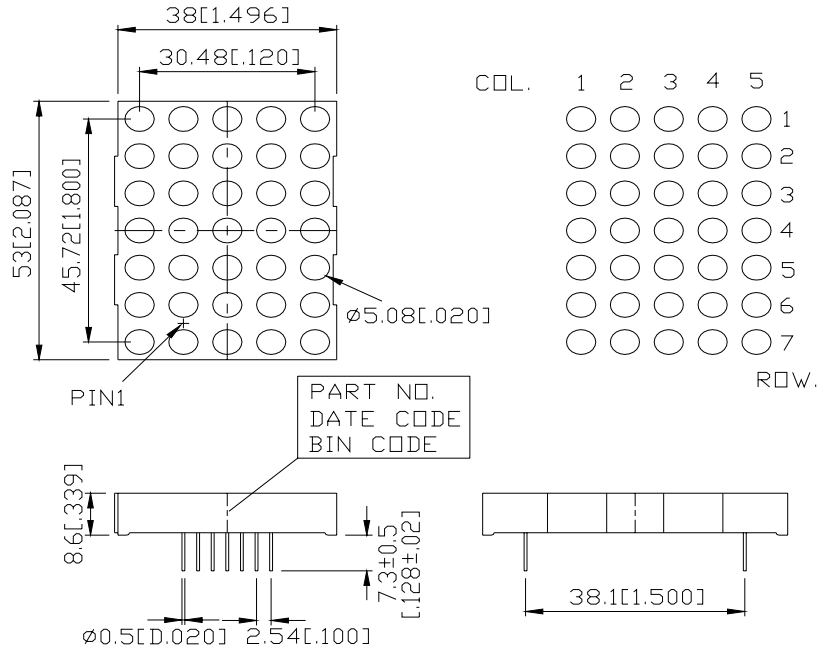 38[1.496]
30.48[.120]
53[2.087]
45.72[1.800]
ø5.08[.020]
PIN1
COL. 1 2 3 4 5
1
2
3
4
5
6
7
ROW.
PART NO.
DATE CODE
BIN CODE
8.6[.339]
7.3±0.5
[.128±.02]
ø0.5[D.020]
2.54[.100]
38.1[1.500]